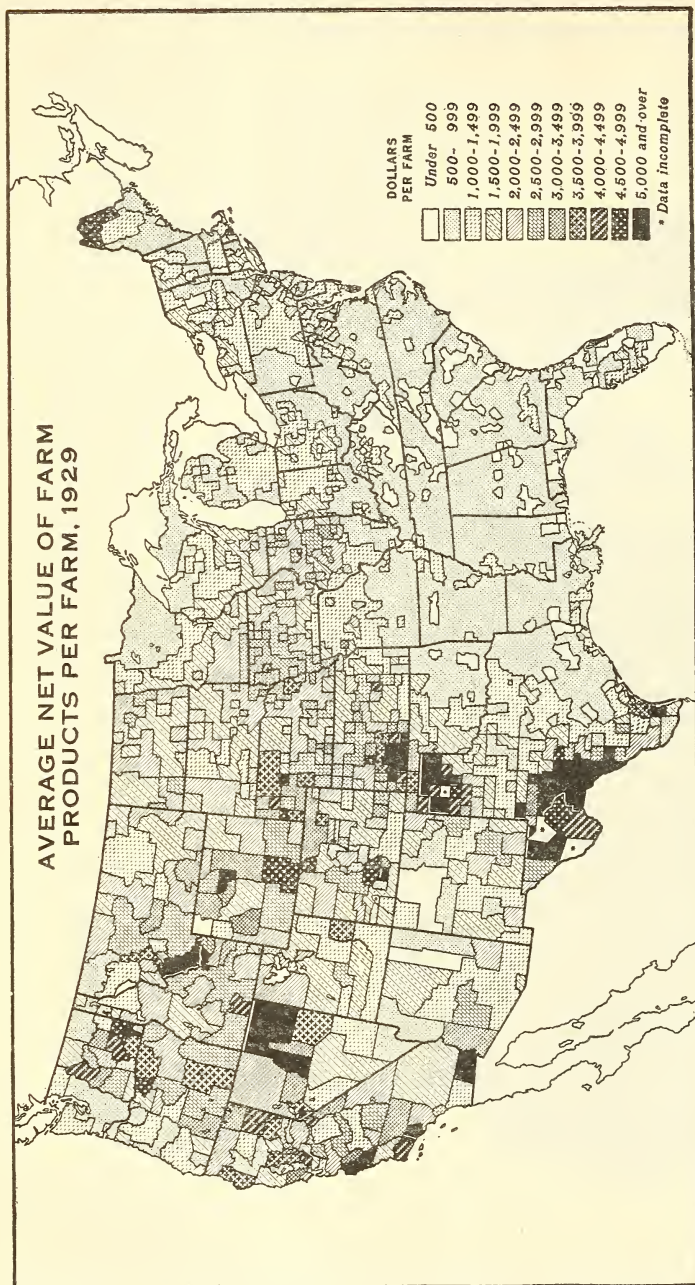 AVERAGE NET VALUE OF FARM
PRODUCTS PER FARM, 1929
DOLLARS
PER FARM
Under 500
500- 999
1,000-1,499
1,500-1,999
2,000-2,499
2,500-2,999
3,000-3,499
3,500-3,999
4,000-4,499
4,500-4,999
5,000 and over
* Data incomplete